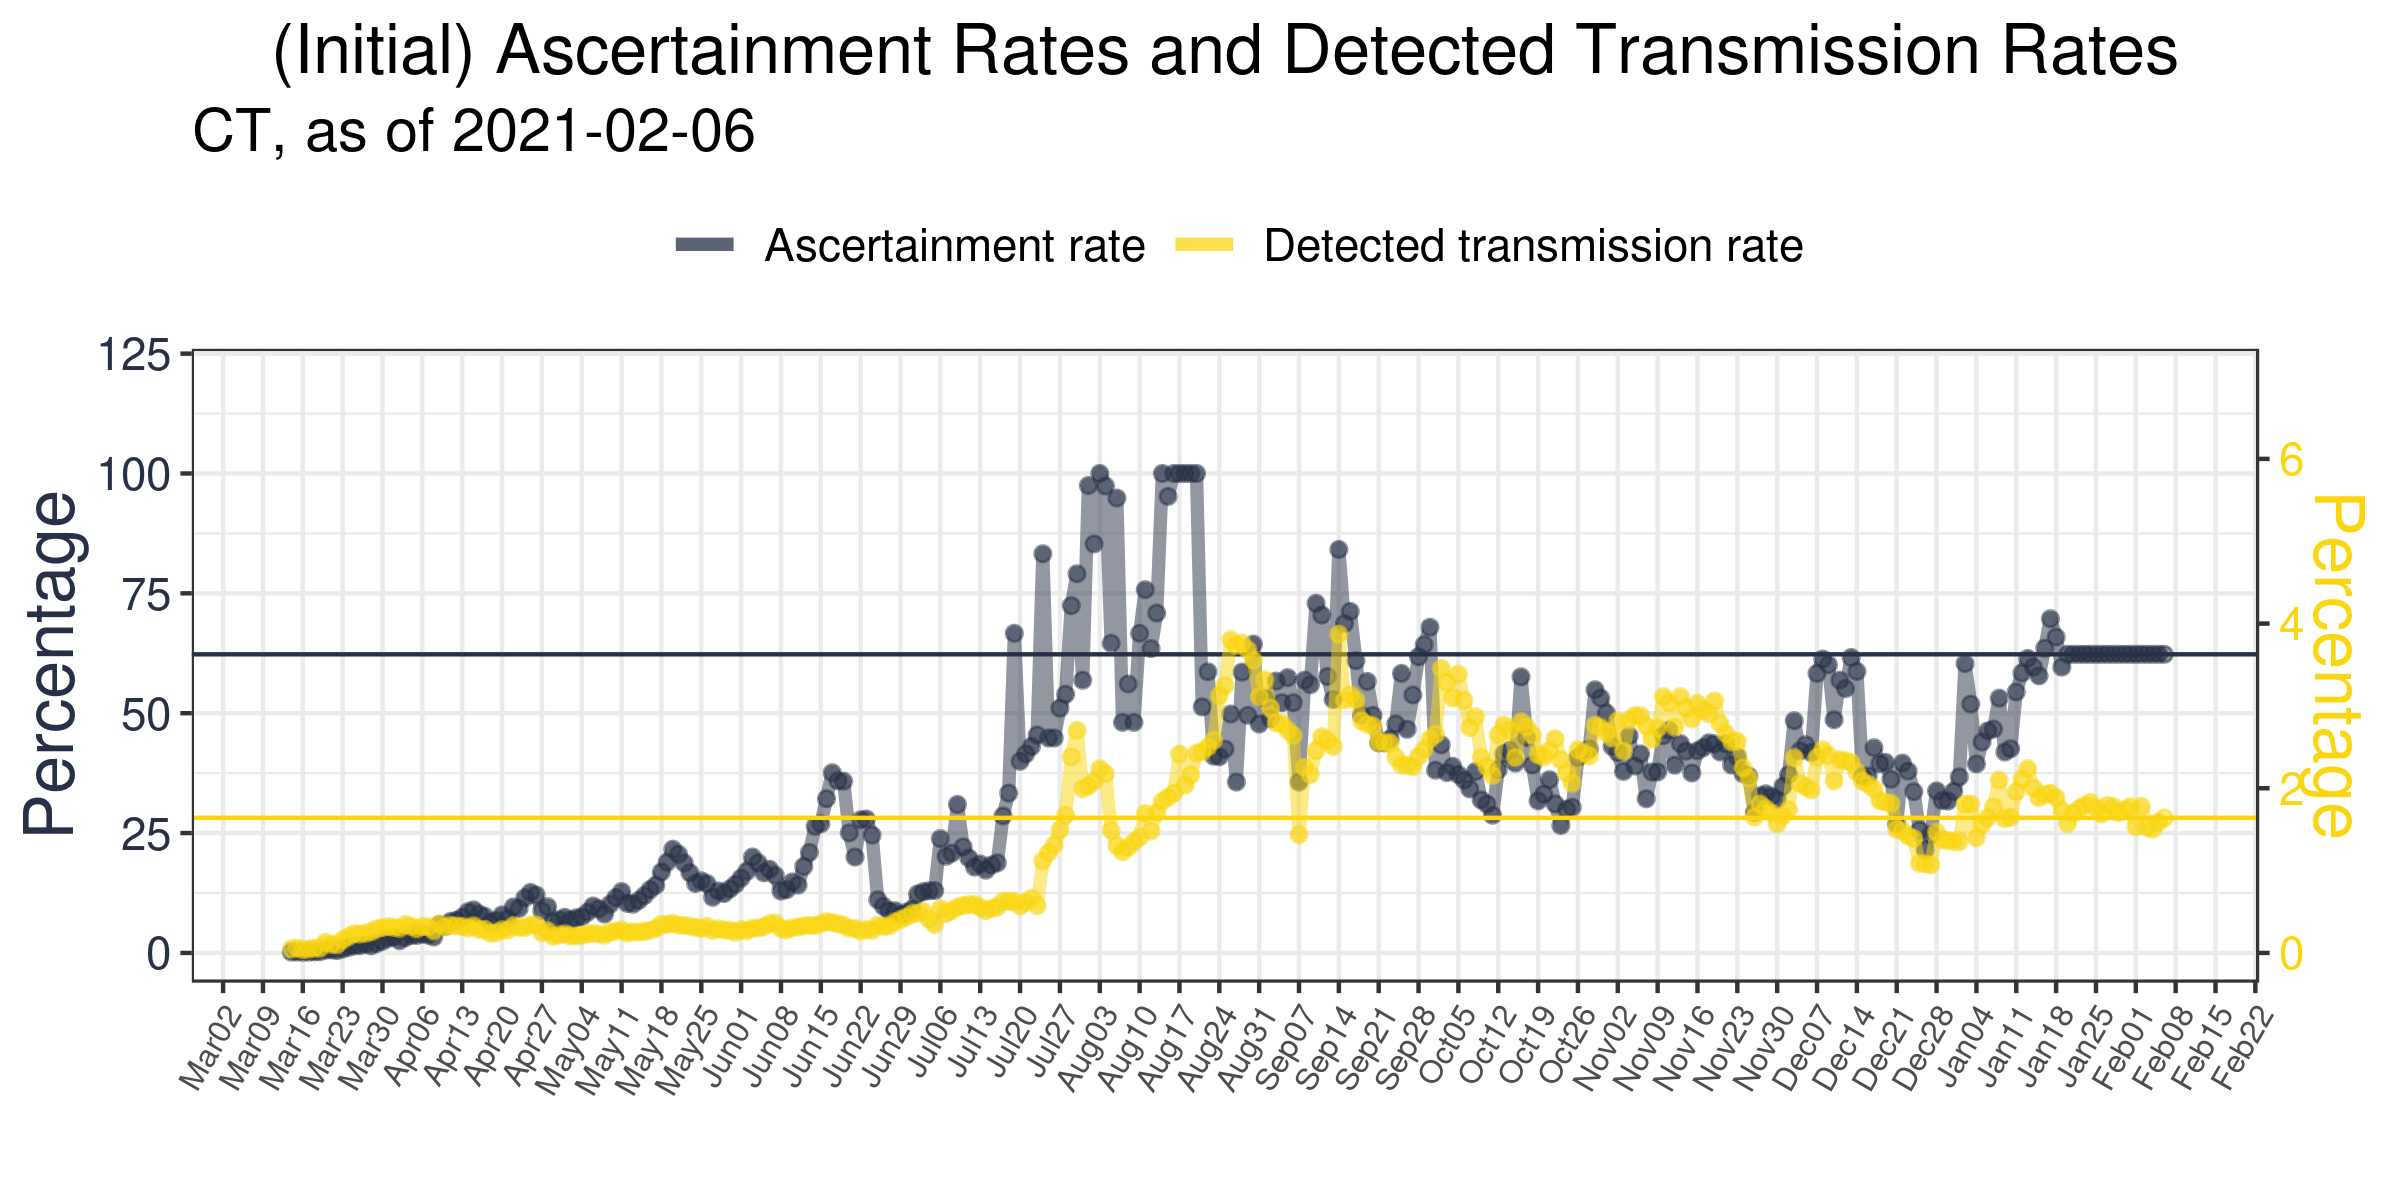 (Initial) Ascertainment Rates and Detected Transmission Rates
CT, as of 2021-02-06
Ascertainment rate
Detected transmission rate
125
100
75
50
25
0
Percentage
6
4
2
0
Percentage
Mar02
Mar09
Mar16
Mar23
Mar30
Apr06
Apr13
Apr20
Apr27
May04
May11
May18
May25
Jun01
Jun08
Jun15
Jun22
Jun29
Jul06
Jul13
Jul20
Jul27
Aug03
Aug10
Aug17
Aug24
Aug31
Sep07
Sep14
Sep21
Sep28
Oct05
Oct12
Oct19
Oct26
Nov02
Nov09
Nov16
Nov23
Nov30
Dec07
Dec14
Dec21
Dec28
Jan04
Jan11
Jan18
Jan25
Feb01
Feb08
Feb15
Feb22